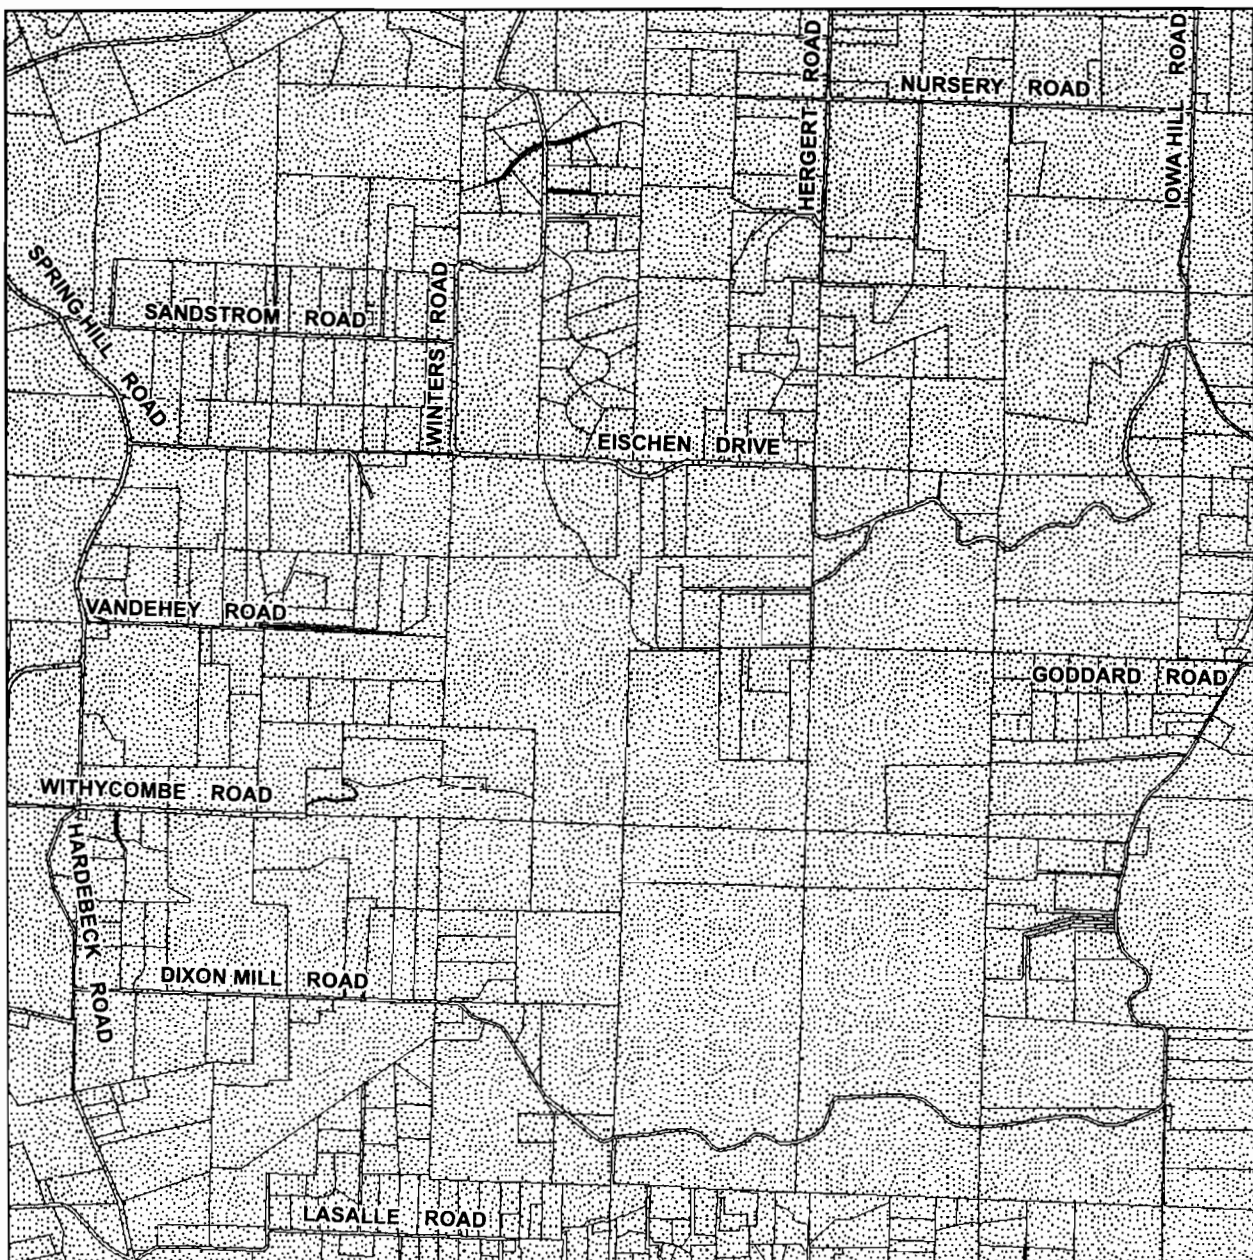 HERGERT ROAD
NURSERY ROAD
IOWA HILL ROAD
SPRING HILL ROAD
SANDSTROM ROAD
WINTERS ROAD
EISCHEN DRIVE
VANDEHEY ROAD
GODDARD ROAD
WITHYCOMBE ROAD
HARDEBECK ROAD
DIXON MILL ROAD
LASALLE ROAD